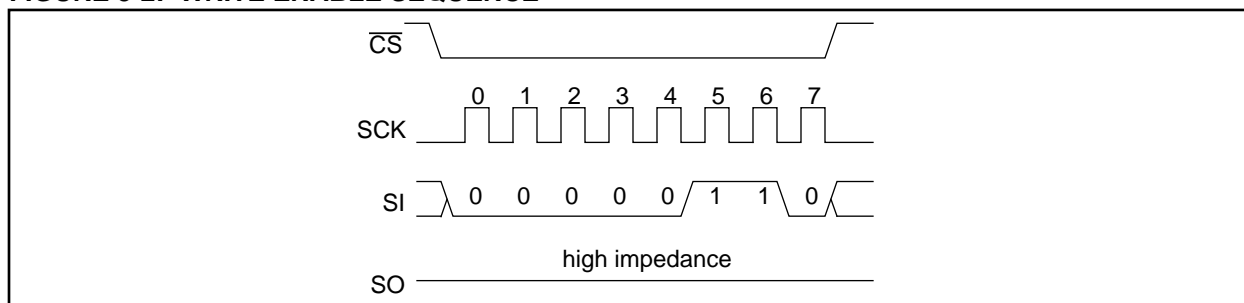 FIGURE 3-2: WRITE ENABLE SEQUENCE
CS
0 1 2 3 4 5 6 7
SCK
SI 0 0 0 0 0 1 1 0
high impedance
SO